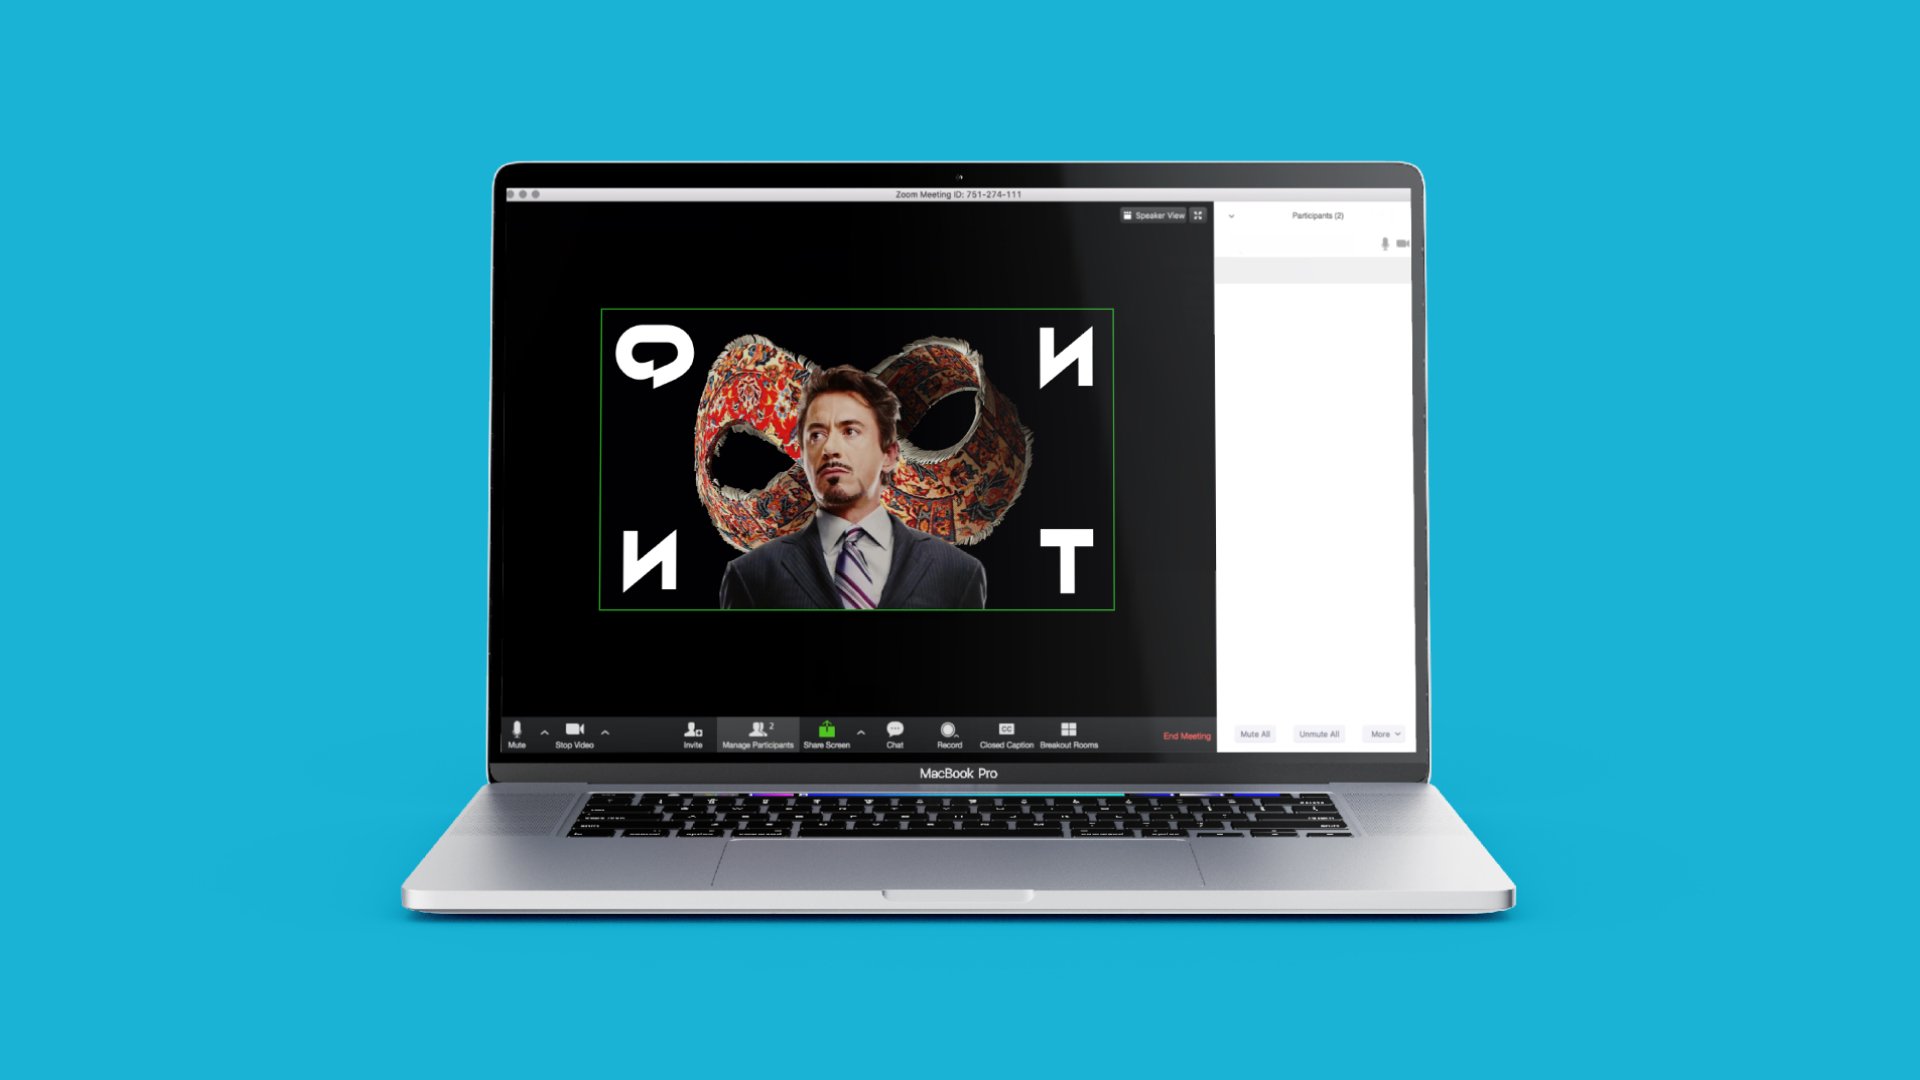 Zoom Meeting ID: 751-274-111
Speaker View
Participants (2)
Ф И
И Т
Mute
Stop Video
Invite
2
Manage Participants
Share Screen
Chat
Record
CC
Closed Caption
Breakout Rooms
End Meeting
Mute All
Unmute All
More
MacBook Pro